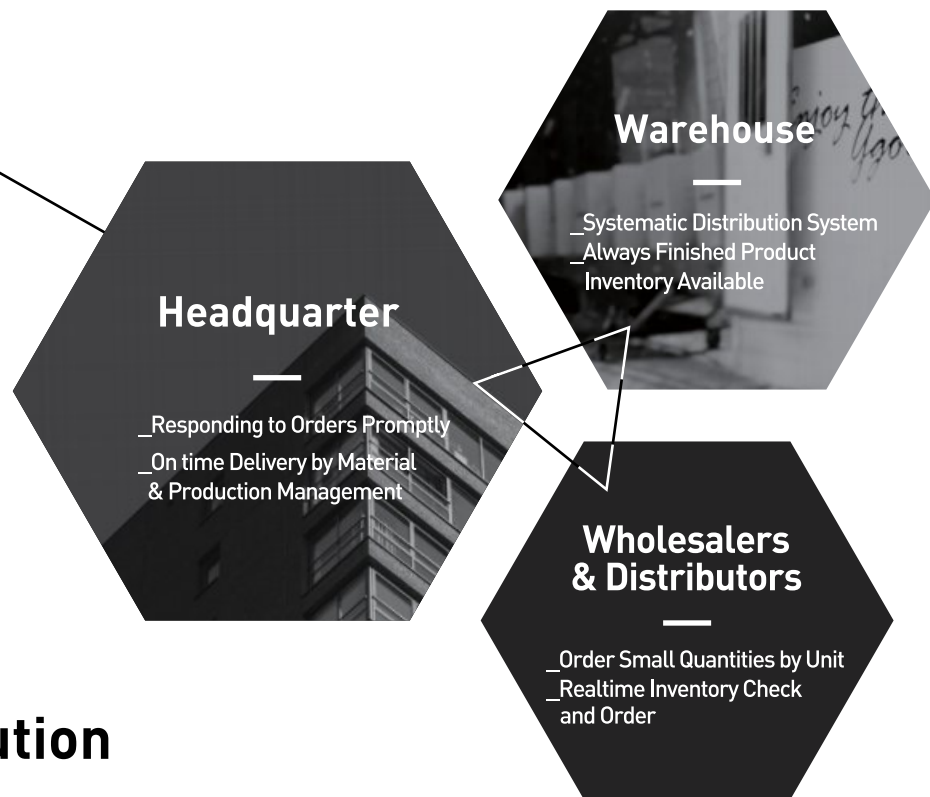 Warehouse
_Systematic Distribution System
_Always Finished Product
Inventory Available
Headquarter
_Responding to Orders Promptly
_On time Delivery by Material
& Production Management
Wholesalers
& Distributors
_Order Small Quantities by Unit
_Realtime Inventory Check
and Order